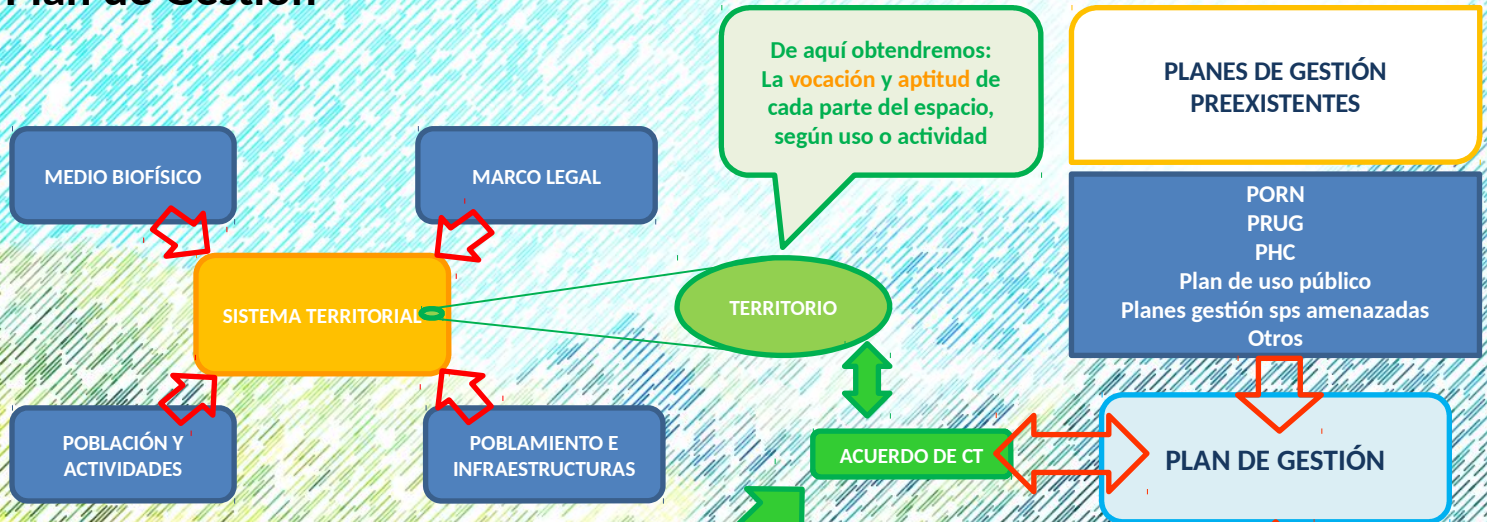 Plan de Gestión
De aquí obtendremos:
La vocación y aptitud de
cada parte del espacio,
según uso o actividad
PLANES DE GESTIÓN
PREEXISTENTES
MEDIO BIOFÍSICO
MARCO LEGAL
PORN
PRUG
PHC
Plan de uso público
Planes gestión sps amenazadas
Otros
SISTEMA TERRITORIAL
TERRITORIO
POBLACIÓN Y
ACTIVIDADES
POBLAMIENTO E
INFRAESTRUCTURAS
ACUERDO DE CT
PLAN DE GESTIÓN